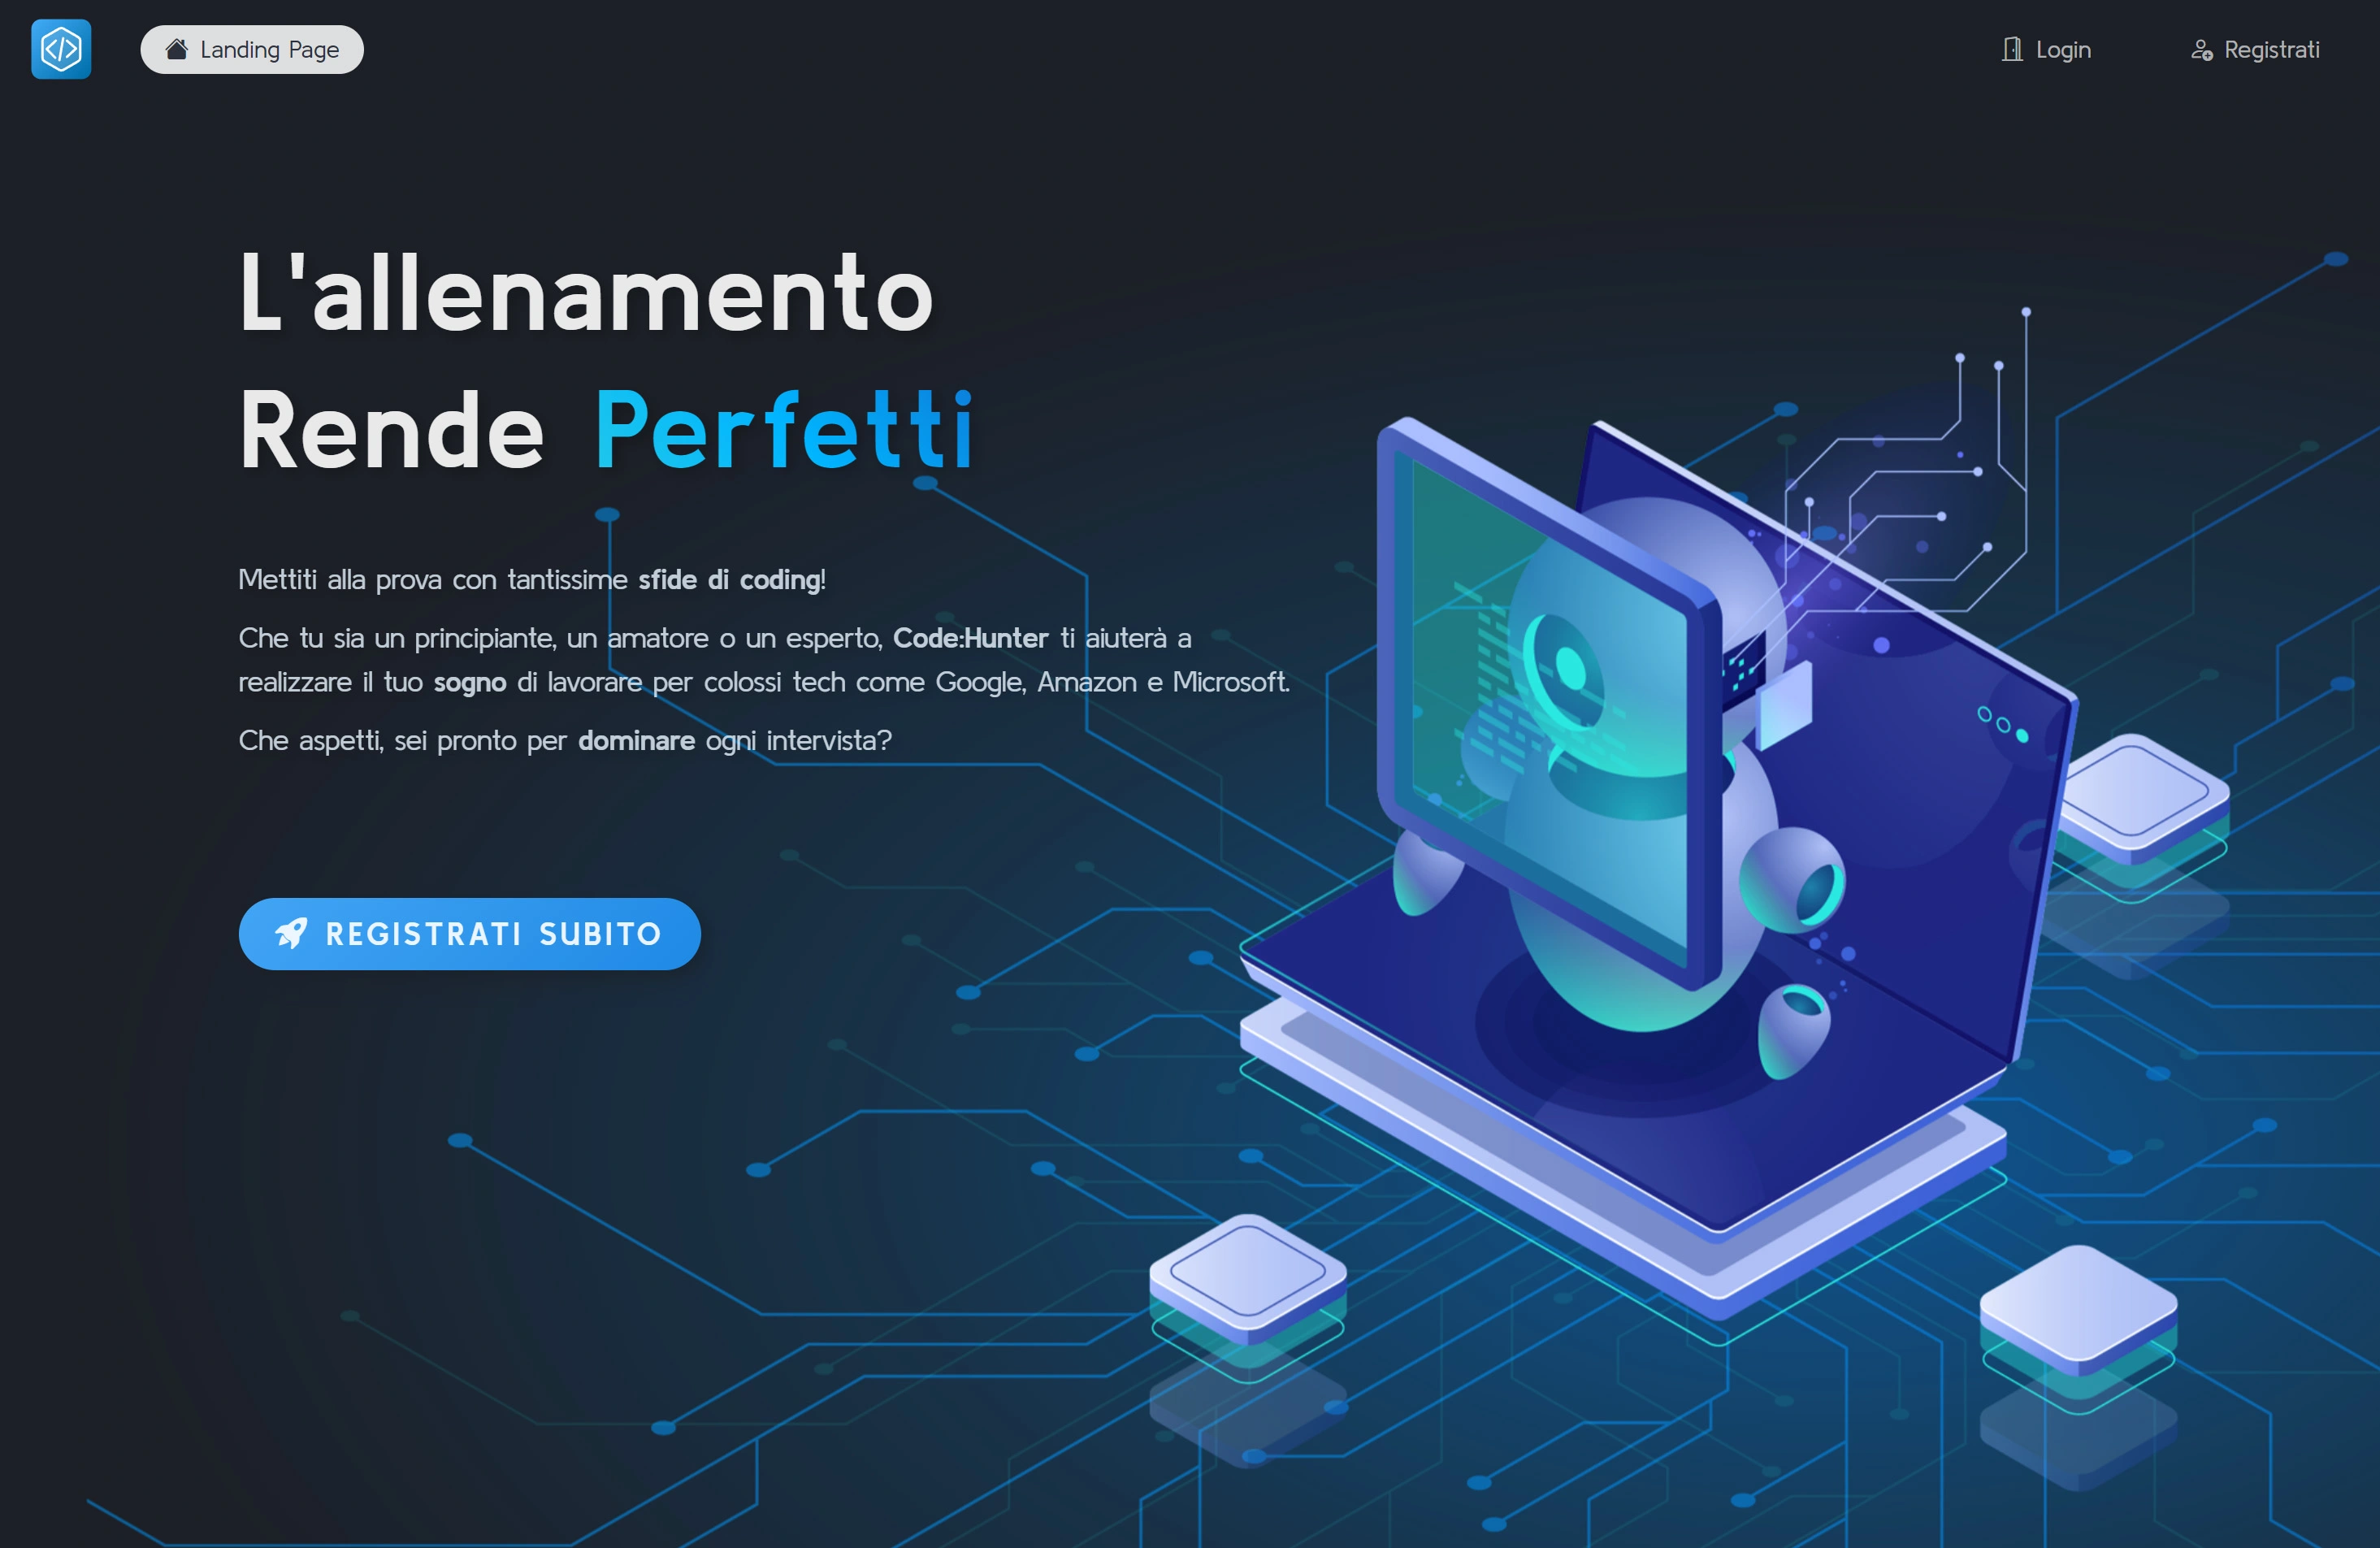 Landing Page
Login
Registrati
L'allenamento
Rende Perfetti
Mettiti alla prova con tantissime sfide di coding!
Che tu sia un principiante, un amatore o un esperto, Code:Hunter ti aiuterà a
realizzare il tuo sogno di lavorare per colossi tech come Google, Amazon e Microsoft.
Che aspetti, sei pronto per dominare ogni intervista?
REGISTRATI SUBITO